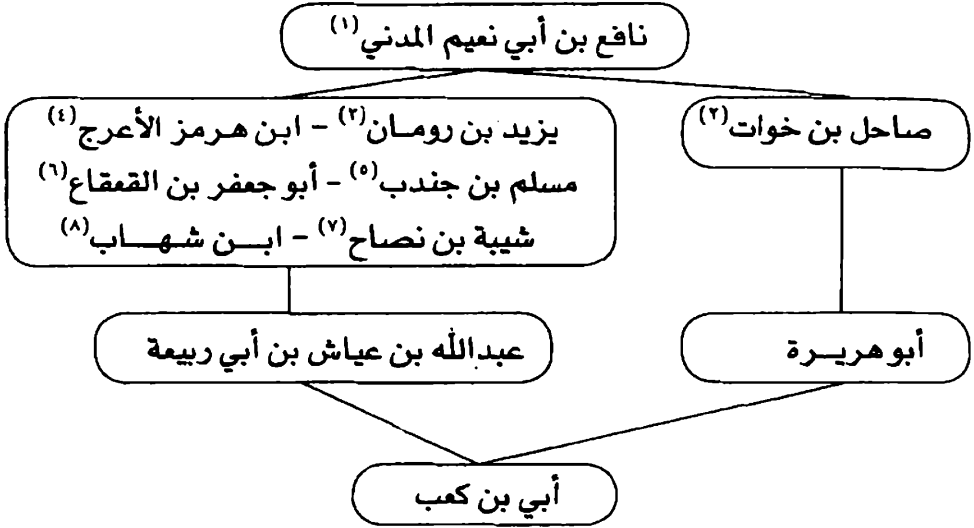 نافع بن أبي نعيم المدني(١)
صاحل بن خوات(٢)
يزيد بن رومان(٣) - ابن هرمز الأعرج(٤)
مسلم بن جندب(٥) - أبو جعفر بن القعقاع(٦)
شيبة بن نصاح(٧) - ابن شهاب(٨)
أبو هريرة
عبدالله بن عياش بن أبي ربيعة
أبي بن كعب